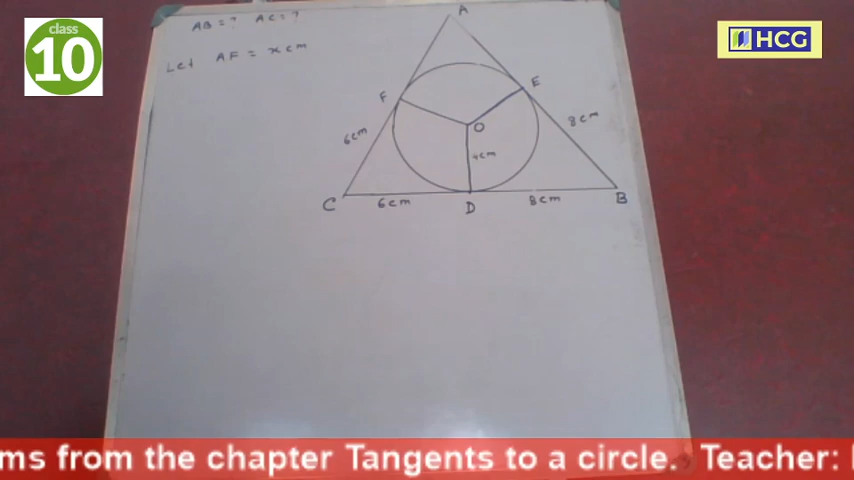 class
10
HCG
AB = ? AC = ?
Let AF = x cm
A
F
E
6cm
8cm
O
4cm
C
6cm
D
8cm
B
ms from the chapter Tangents to a circle. Teacher: